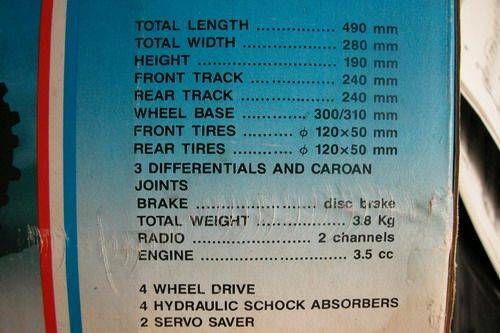 TOTAL LENGTH ................ 490 mm
TOTAL WIDTH .................. 280 mm
HEIGHT ............................ 190 mm
FRONT TRACK ................. 240 mm
REAR TRACK ................... 240 mm
WHEEL BASE .............. 300/310 mm
FRONT TIRES ........... φ 120×50 mm
REAR TIRES ............. φ 120×50 mm
3 DIFFERENTIALS AND CAROAN
JOINTS
BRAKE ........................ disc brake
TOTAL WEIGHT .................. 3.8 Kg
RADIO ........................ 2 channels
ENGINE ............................ 3.5 cc
4 WHEEL DRIVE
4 HYDRAULIC SCHOCK ABSORBERS
2 SERVO SAVER